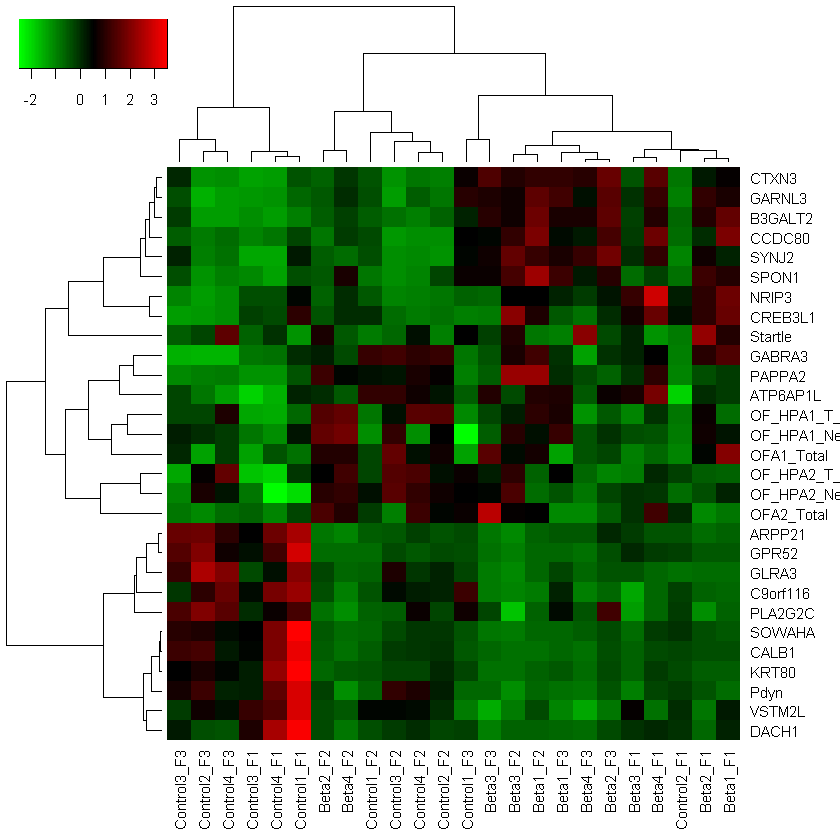 -2 0 1 2 3
CTXN3
GARNL3
B3GALT2
CCDC80
SYNJ2
SPON1
NRIP3
CREB3L1
Startle
GABRA3
PAPPA2
ATP6AP1L
OF_HPA1_T_
OF_HPA1_Ne
OFA1_Total
OF_HPA2_T_
OF_HPA2_Ne
OFA2_Total
ARPP21
GPR52
GLRA3
C9orf116
PLA2G2C
SOWAHA
CALB1
KRT80
Pdyn
VSTM2L
DACH1
Control3_F3
Control2_F3
Control4_F3
Control3_F1
Control4_F1
Control1_F1
Beta2_F2
Beta4_F2
Control1_F2
Control3_F2
Control4_F2
Control2_F2
Control1_F3
Beta3_F3
Beta3_F2
Beta1_F2
Beta1_F3
Beta4_F3
Beta2_F3
Beta3_F1
Beta4_F1
Control2_F1
Beta2_F1
Beta1_F1